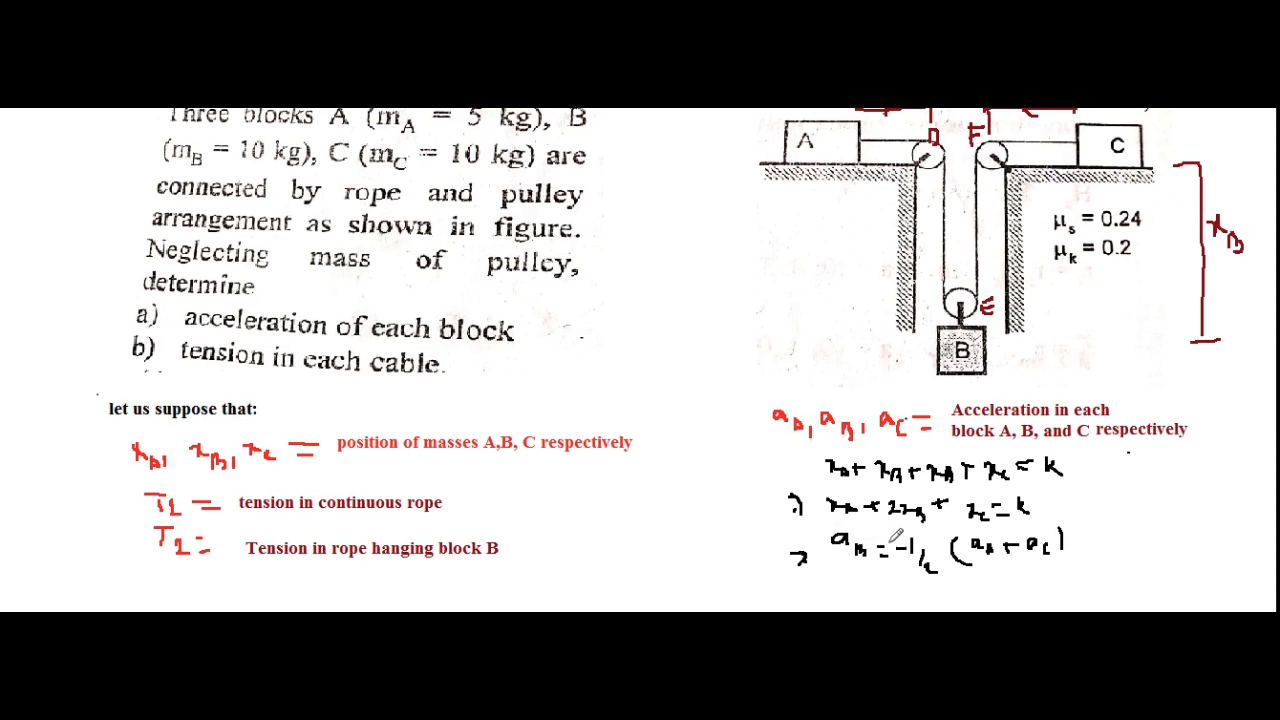 Three blocks A (mA = 5 kg), B
(mB = 10 kg), C (mC = 10 kg) are
connected by rope and pulley
arrangement as shown in figure.
Neglecting mass of pulley,
determine
a) acceleration of each block
b) tension in each cable.
let us suppose that:
xA, xB, xC = position of masses A,B, C respectively
T1 = tension in continuous rope
T2 = Tension in rope hanging block B
D F
A C
μs = 0.24
μk = 0.2
xB
E
B
aA, aB, aC = Acceleration in each
block A, B, and C respectively
xA + xB + xB + xC = k
⇒ xA + 2xB + xC = k
⇒ aB = -1/2 (aA + aC)